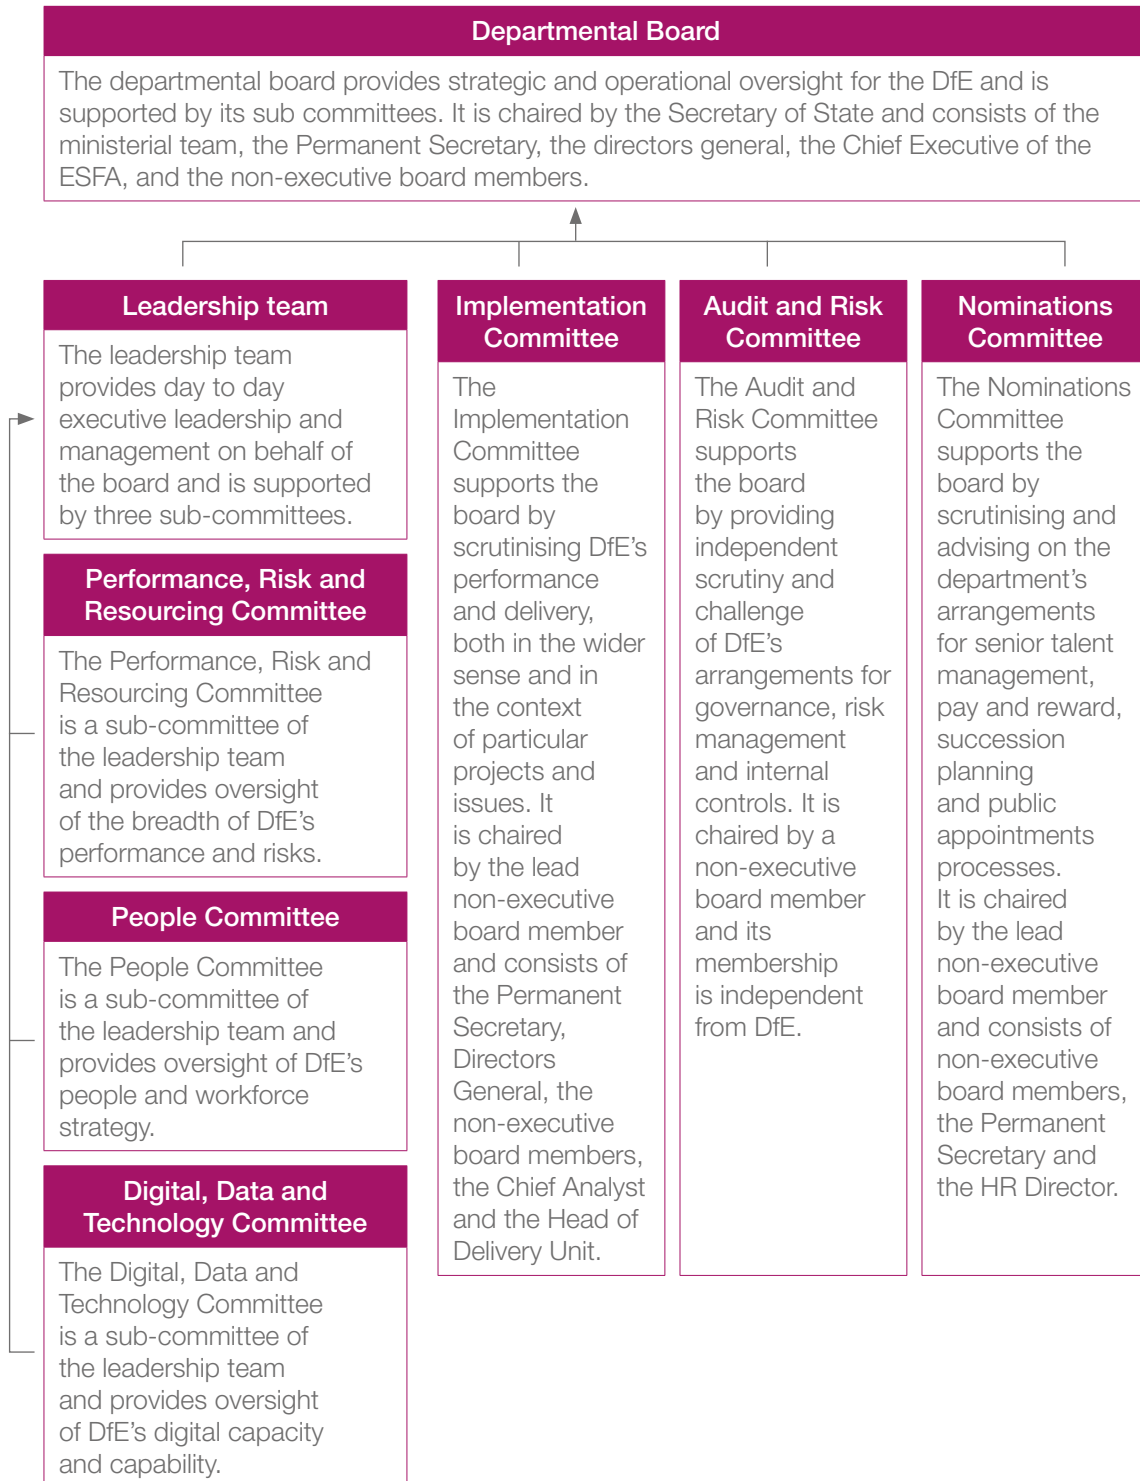 Departmental Board
The departmental board provides strategic and operational oversight for the DfE and is
supported by its sub committees. It is chaired by the Secretary of State and consists of the
ministerial team, the Permanent Secretary, the directors general, the Chief Executive of the
ESFA, and the non-executive board members.
Leadership team
The leadership team
provides day to day
executive leadership and
management on behalf of
the board and is supported
by three sub-committees.
Performance, Risk and
Resourcing Committee
The Performance, Risk and
Resourcing Committee
is a sub-committee of
the leadership team
and provides oversight
of the breadth of DfE's
performance and risks.
People Committee
The People Committee
is a sub-committee of
the leadership team and
provides oversight of DfE's
people and workforce
strategy.
Digital, Data and
Technology Committee
The Digital, Data and
Technology Committee
is a sub-committee of
the leadership team
and provides oversight
of DfE's digital capacity
and capability.
Implementation
Committee
The
Implementation
Committee
supports the
board by
scrutinising DfE's
performance
and delivery,
both in the wider
sense and in
the context
of particular
projects and
issues. It
is chaired
by the lead
non-executive
board member
and consists of
the Permanent
Secretary,
Directors
General, the
non-executive
board members,
the Chief Analyst
and the Head of
Delivery Unit.
Audit and Risk
Committee
The Audit and
Risk Committee
supports
the board
by providing
independent
scrutiny and
challenge
of DfE's
arrangements for
governance, risk
management
and internal
controls. It is
chaired by a
non-executive
board member
and its
membership
is independent
from DfE.
Nominations
Committee
The Nominations
Committee
supports the
board by
scrutinising and
advising on the
department's
arrangements
for senior talent
management,
pay and reward,
succession
planning
and public
appointments
processes.
It is chaired
by the lead
non-executive
board member
and consists of
non-executive
board members,
the Permanent
Secretary and
the HR Director.